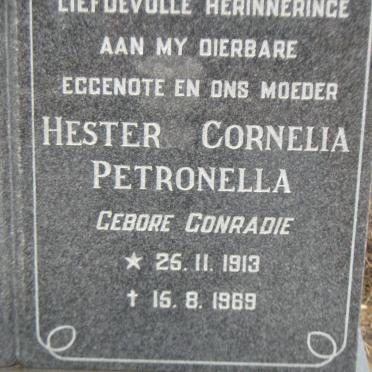 LIEFDEVOLLE HERINNERINGE
AAN MY DIERBARE
EGGENOTE EN ONS MOEDER
HESTER CORNELIA
PETRONELLA
GEBORE CONRADIE
★ 26. 11. 1913
✝ 15. 8. 1969